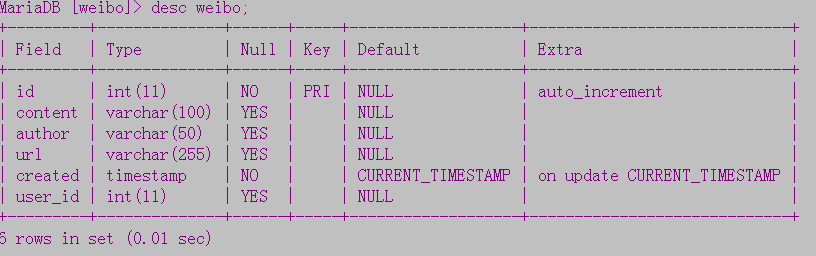 MariaDB [weibo]> desc weibo;
+----------+--------------+------+-----+-------------------+-----------------------------+
| Field | Type | Null | Key | Default | Extra |
+----------+--------------+------+-----+-------------------+-----------------------------+
| id | int(11) | NO | PRI | NULL | auto_increment |
| content | varchar(100) | YES | | NULL | |
| author | varchar(50) | YES | | NULL | |
| url | varchar(255) | YES | | NULL | |
| created | timestamp | NO | | CURRENT_TIMESTAMP | on update CURRENT_TIMESTAMP |
| user_id | int(11) | YES | | NULL | |
+----------+--------------+------+-----+-------------------+-----------------------------+
6 rows in set (0.01 sec)